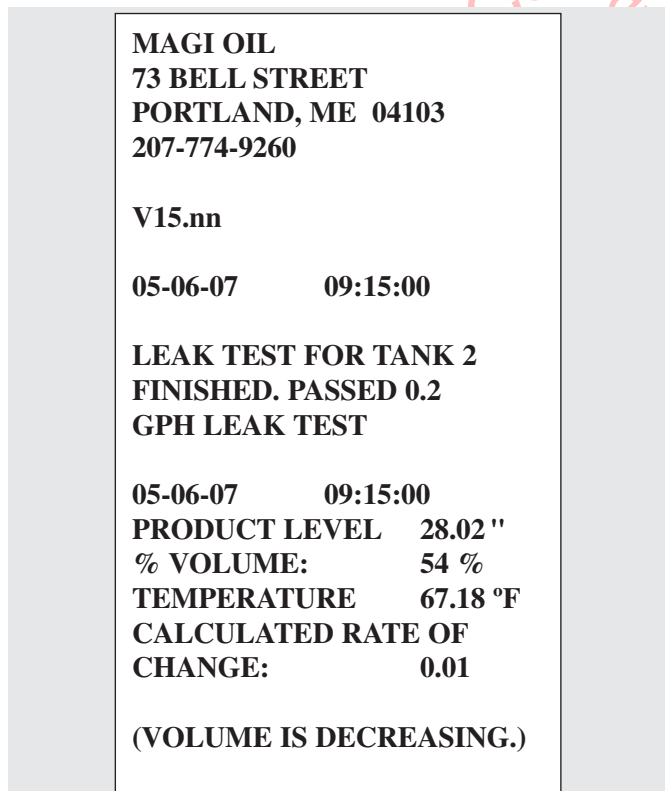 MAGI OIL
73 BELL STREET
PORTLAND, ME  04103
207-774-9260
V15.nn
05-06-07 09:15:00
LEAK TEST FOR TANK 2
FINISHED. PASSED 0.2
GPH LEAK TEST
05-06-07 09:15:00
PRODUCT LEVEL 28.02 "
% VOLUME: 54 %
TEMPERATURE 67.18 ºF
CALCULATED RATE OF
CHANGE: 0.01
(VOLUME IS DECREASING.)